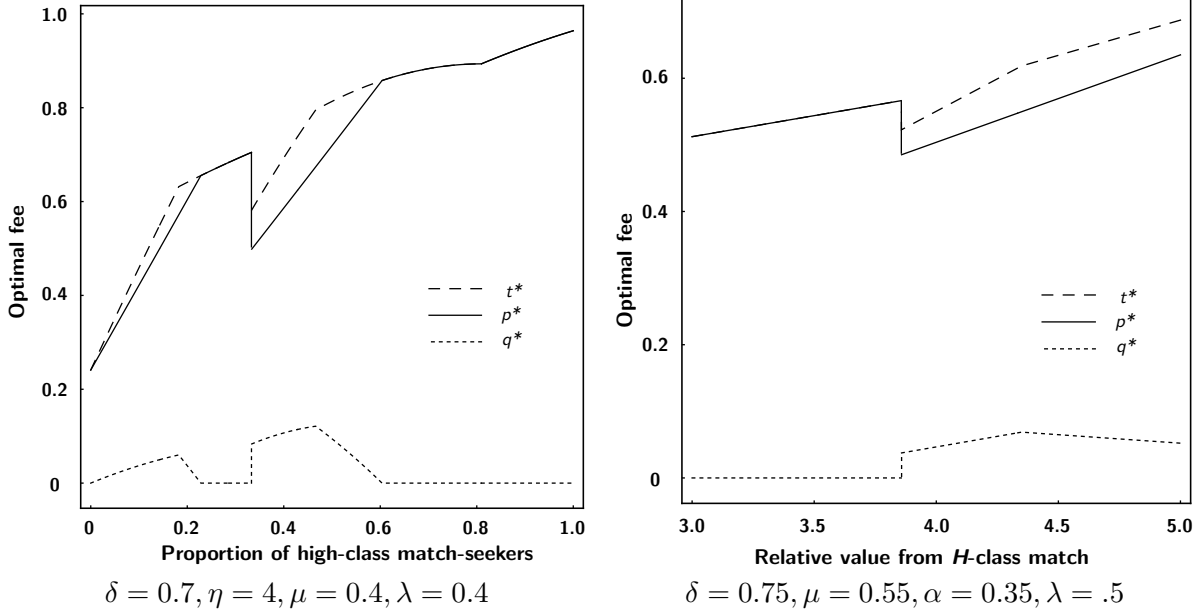 1.0
0.8
0.6
0.4
0.2
0
Optimal fee
t*
p*
q*
0 0.2 0.4 0.6 0.8 1.0
Proportion of high-class match-seekers
δ = 0.7, η = 4, μ = 0.4, λ = 0.4
0.6
0.4
0.2
0
Optimal fee
t*
p*
q*
3.0 3.5 4.0 4.5 5.0
Relative value from H-class match
δ = 0.75, μ = 0.55, α = 0.35, λ = .5